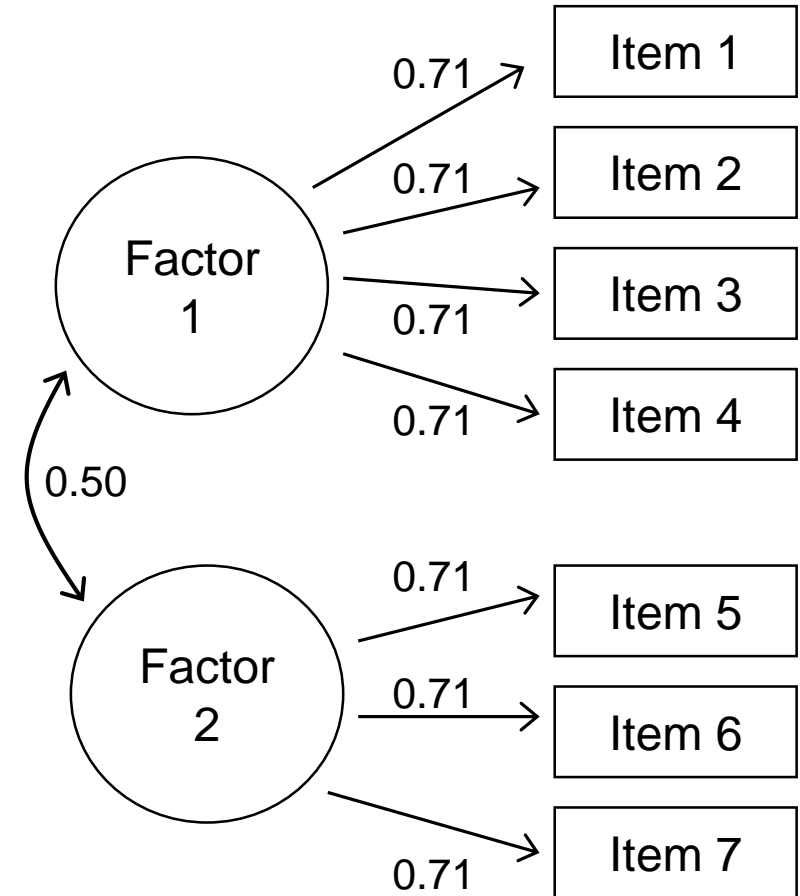 Item 1
0.71
Item 2
0.71
Factor
1
Item 3
0.71
Item 4
0.71
0.50
0.71
Item 5
Factor
2
0.71
Item 6
Item 7
0.71